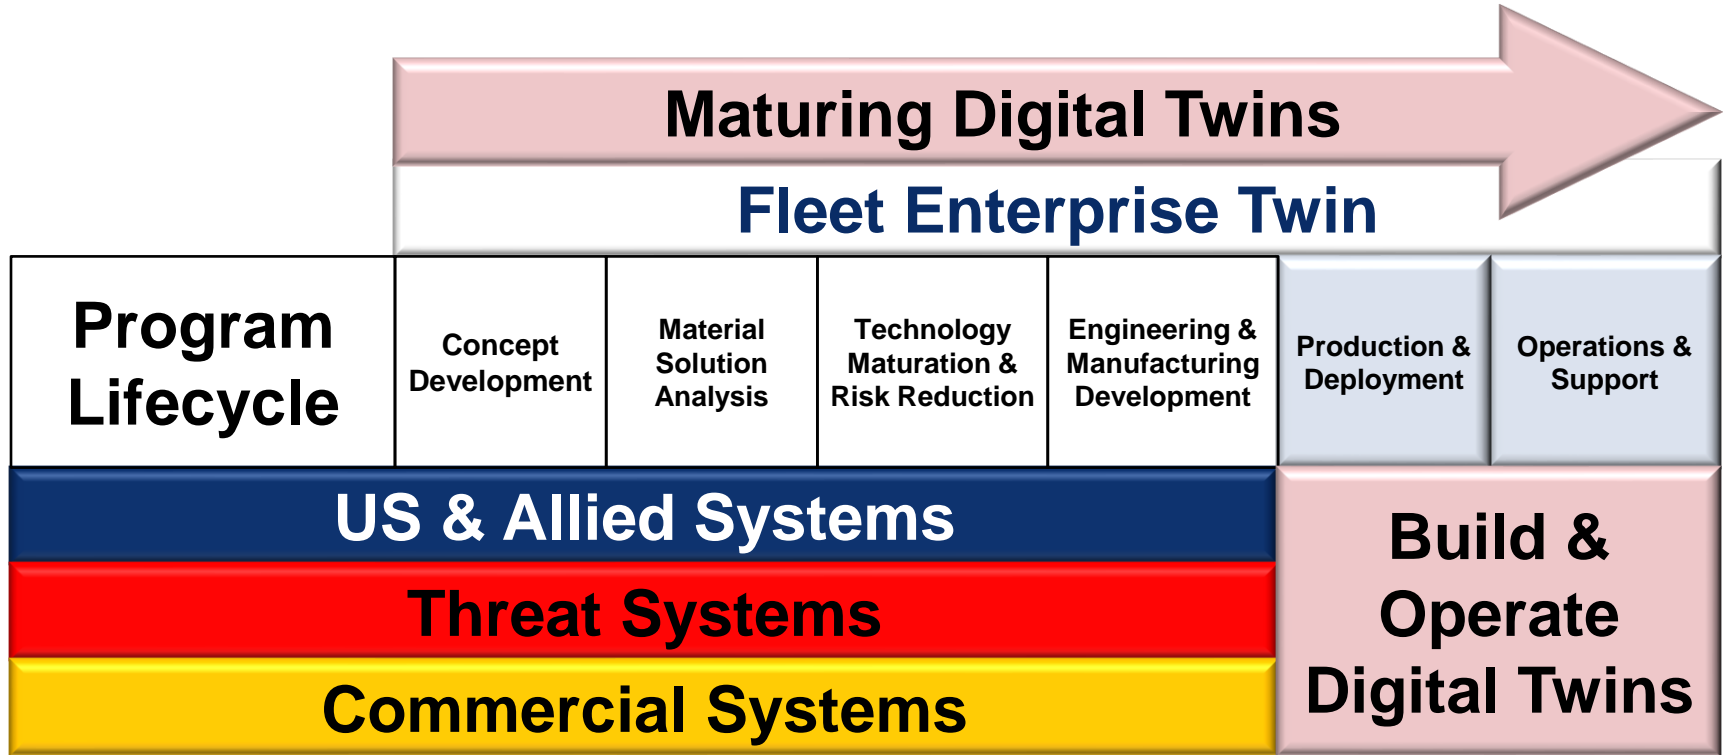 Maturing Digital Twins
Fleet Enterprise Twin
Program
Lifecycle
Concept
Development
Material
Solution
Analysis
Technology
Maturation &
Risk Reduction
Engineering &
Manufacturing
Development
Production &
Deployment
Operations &
Support
US & Allied Systems
Threat Systems
Commercial Systems
Build &
Operate
Digital Twins